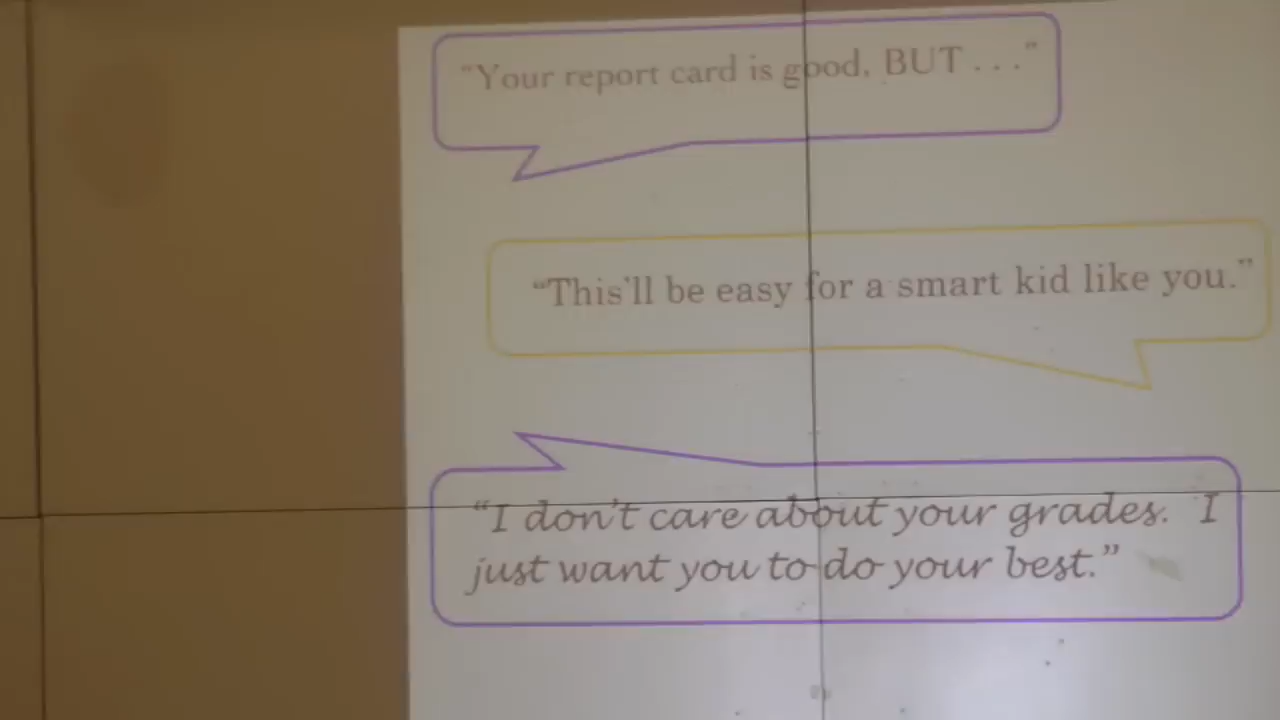 "Your report card is good, BUT . . ."
"This'll be easy for a smart kid like you."
"I don't care about your grades. I
just want you to do your best."